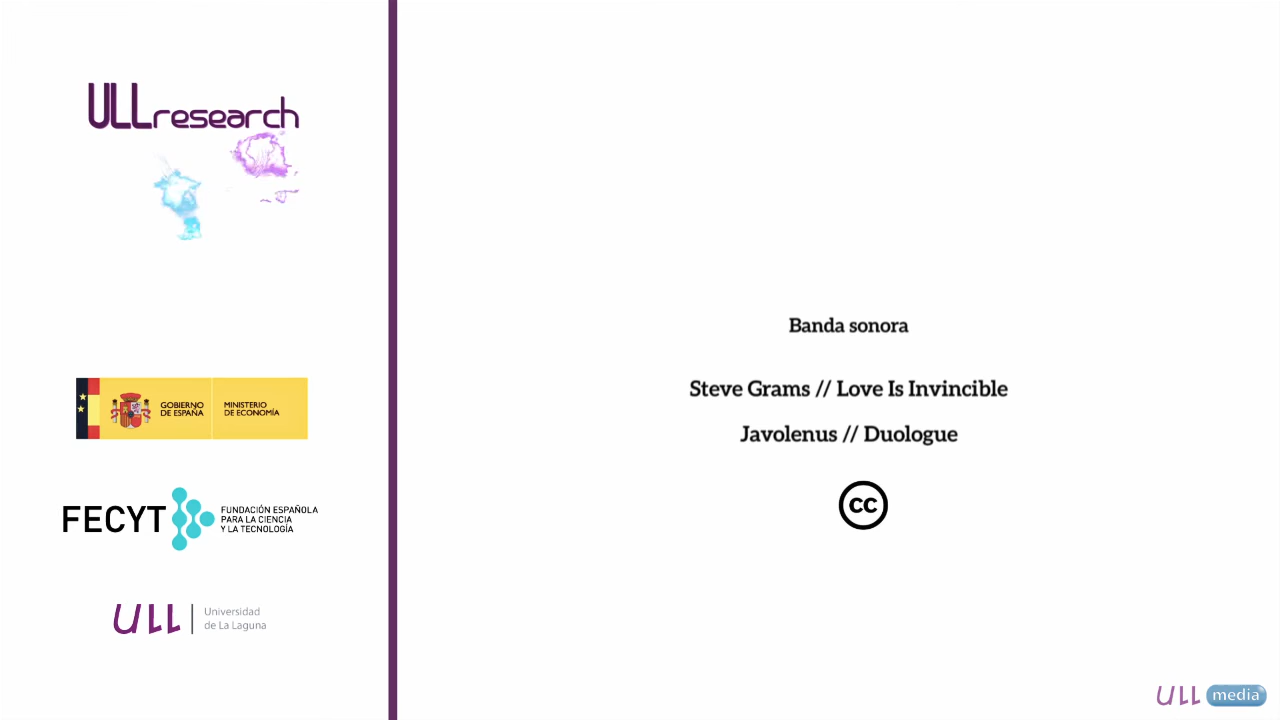 ULLresearch
GOBIERNO
DE ESPAÑA
MINISTERIO
DE ECONOMÍA
FECYT
FUNDACIÓN ESPAÑOLA
PARA LA CIENCIA
Y LA TECNOLOGÍA
ULL
Universidad
de La Laguna
Banda sonora
Steve Grams // Love Is Invincible
Javolenus // Duologue
cc
ULL media